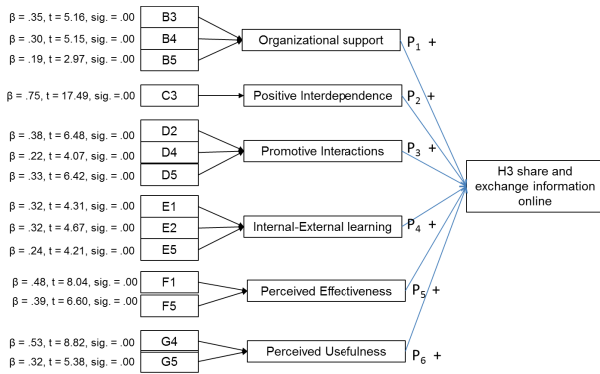 β = .35, t = 5.16, sig. = .00 B3
β = .30, t = 5.15, sig. = .00 B4
β = .19, t = 2.97, sig. = .00 B5
Organizational support P1 +
β = .75, t = 17.49, sig. =.00 C3 Positive Interdependence P2 +
β = .38, t = 6.48, sig. = .00 D2
β = .22, t = 4.07, sig. = .00 D4
β = .33, t = 6.42, sig. = .00 D5
Promotive Interactions P3 +
H3 share and
exchange information
online
β = .32, t = 4.31, sig. = .00 E1
β = .32, t = 4.67, sig. = .00 E2
β = .24, t = 4.21, sig. = .00 E5
Internal-External learning P4 +
β = .48, t = 8.04, sig. = .00 F1
β = .39, t = 6.60, sig. = .00 F5
Perceived Effectiveness P5 +
β = .53, t = 8.82, sig. = .00 G4
β = .32, t = 5.38, sig. = .00 G5
Perceived Usefulness P6 +